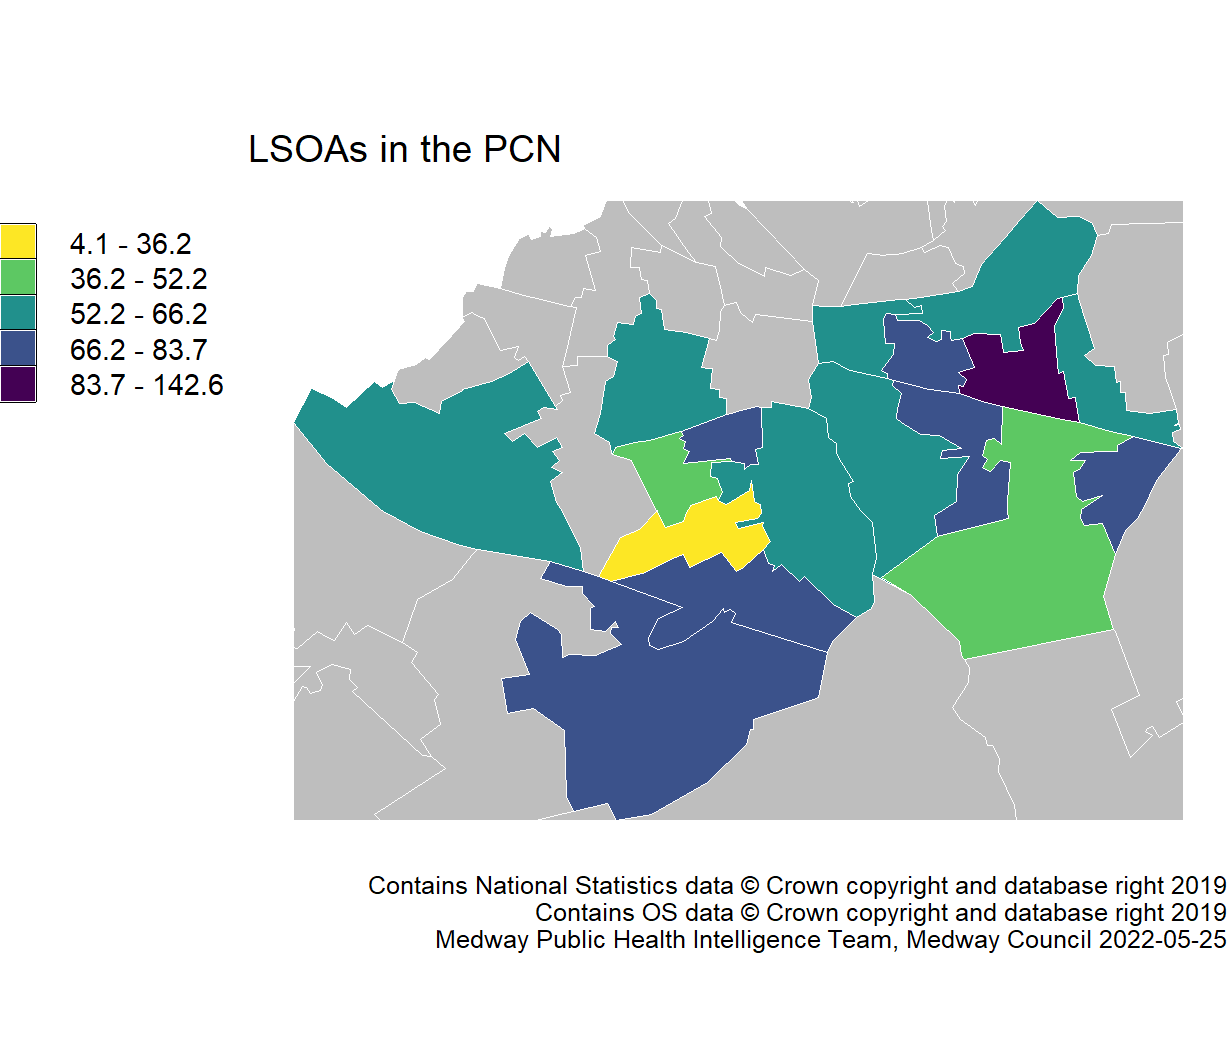 LSOAs in the PCN
4.1 - 36.2
36.2 - 52.2
52.2 - 66.2
66.2 - 83.7
83.7 - 142.6
Contains National Statistics data © Crown copyright and database right 2019
Contains OS data © Crown copyright and database right 2019
Medway Public Health Intelligence Team, Medway Council 2022-05-25